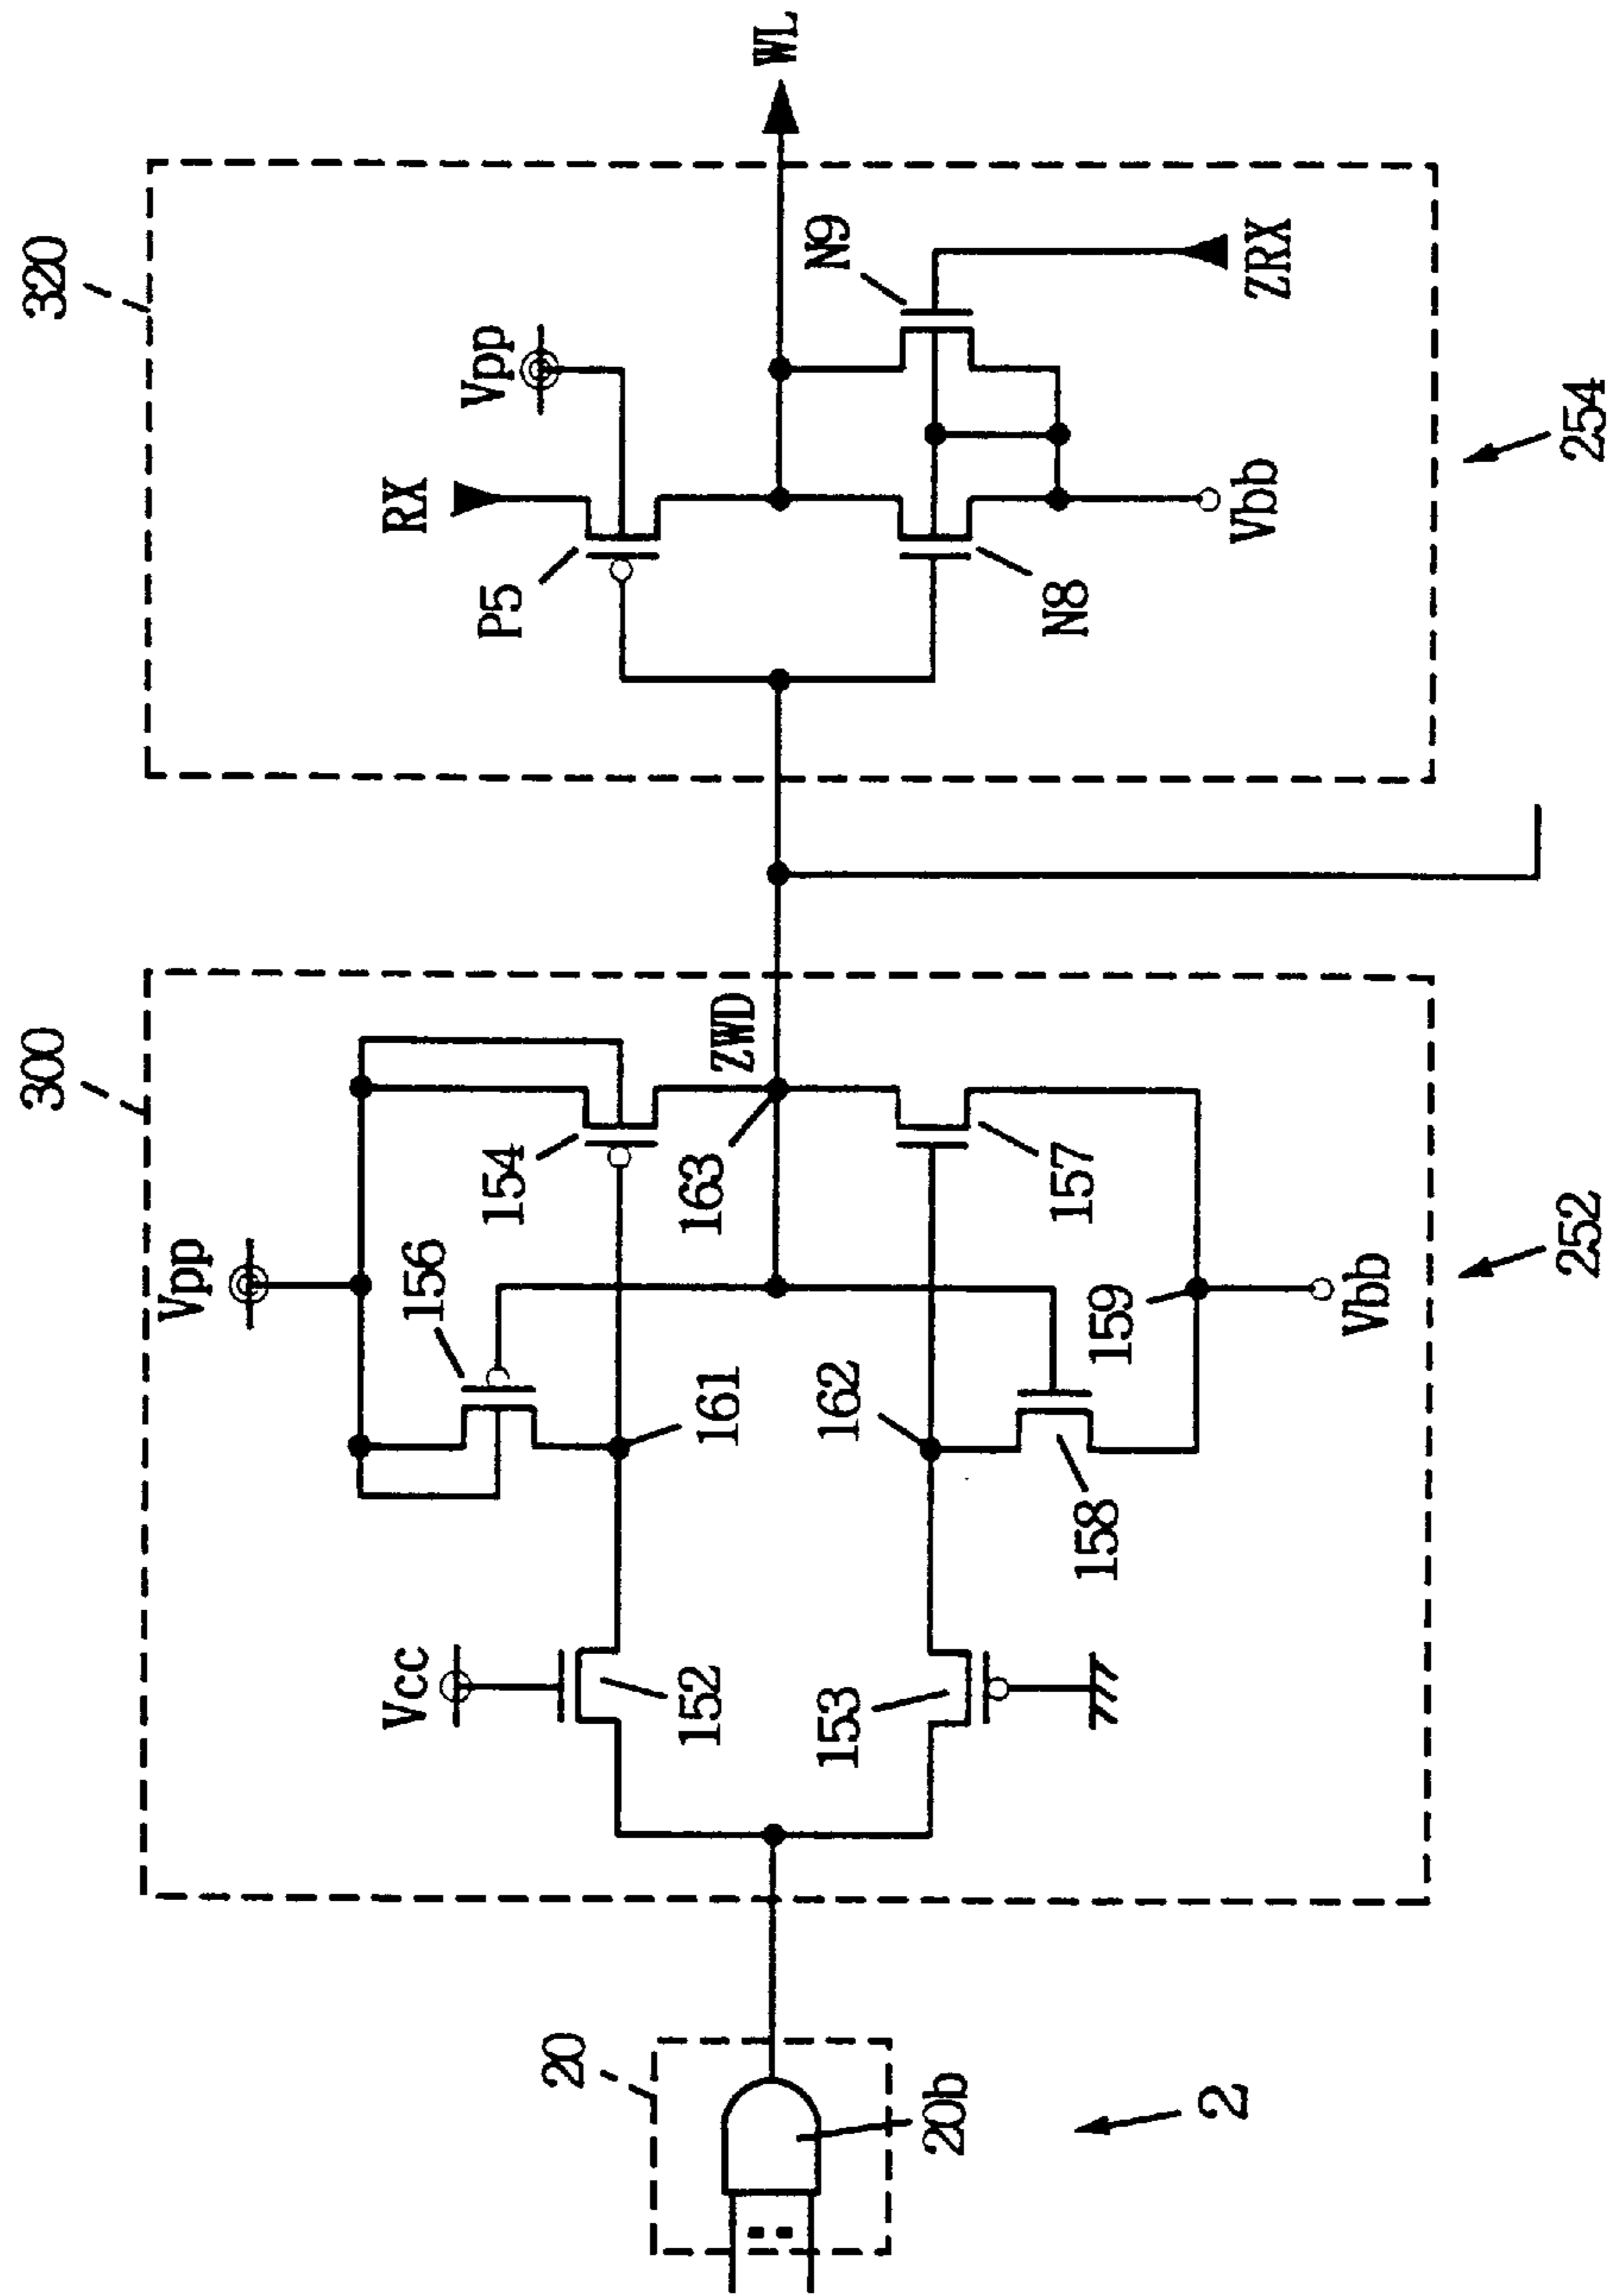 320
WL
Vpp
RX
N9
P5
N8
ZRX
Vbb
254
300
ZWD
Vpp
154
156
163
157
161
162
159
Vbb
252
158
Vcc
152
153
20
20b
2